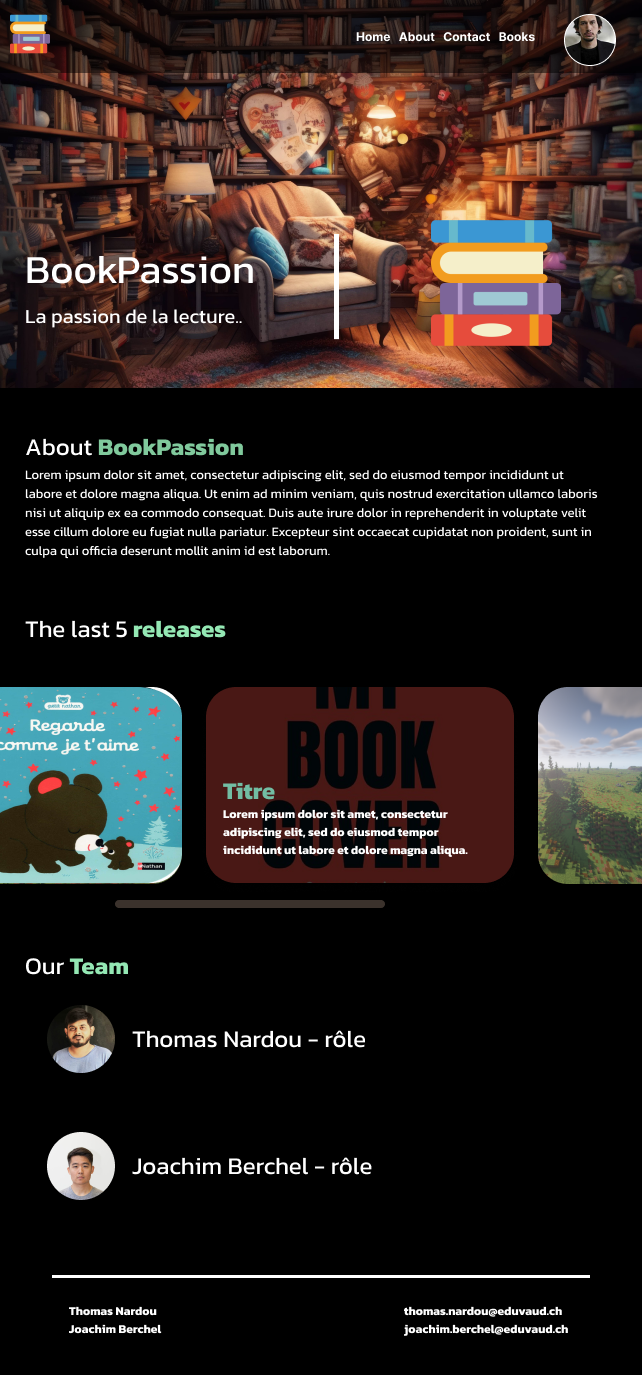 Home About Contact Books
BookPassion
La passion de la lecture..
About BookPassion
Lorem ipsum dolor sit amet, consectetur adipiscing elit, sed do eiusmod tempor incididunt ut
labore et dolore magna aliqua. Ut enim ad minim veniam, quis nostrud exercitation ullamco laboris
nisi ut aliquip ex ea commodo consequat. Duis aute irure dolor in reprehenderit in voluptate velit
esse cillum dolore eu fugiat nulla pariatur. Excepteur sint occaecat cupidatat non proident, sunt in
culpa qui officia deserunt mollit anim id est laborum.
The last 5 releases
petit nathan
Regarde
comme je t'aime
Nathan
MY
BOOK
COVER
Titre
Lorem ipsum dolor sit amet, consectetur
adipiscing elit, sed do eiusmod tempor
incididunt ut labore et dolore magna aliqua.
Our Team
Thomas Nardou - rôle
Joachim Berchel - rôle
Thomas Nardou
Joachim Berchel
thomas.nardou@eduvaud.ch
joachim.berchel@eduvaud.ch